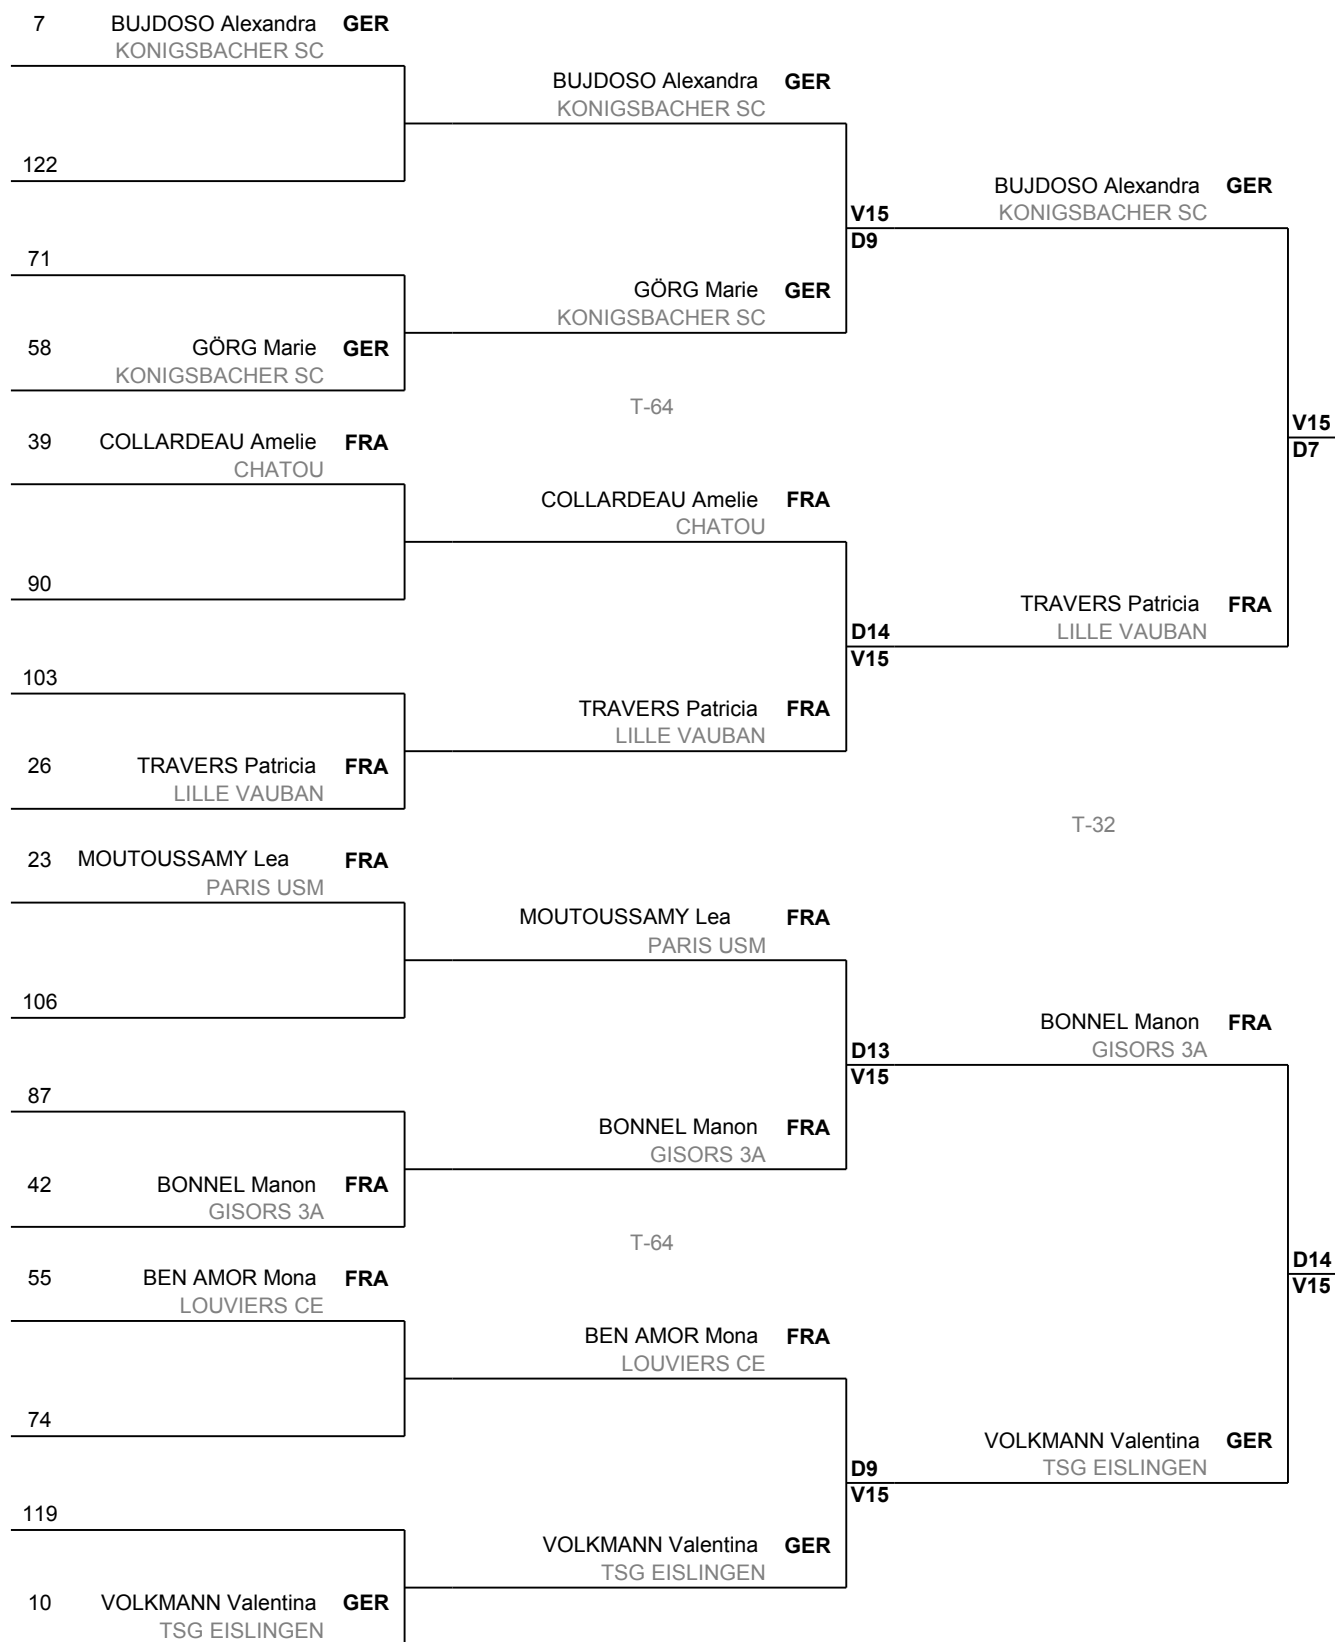 7 BUJDOSO Alexandra GER
KONIGSBACHER SC
BUJDOSO Alexandra GER
KONIGSBACHER SC
122
BUJDOSO Alexandra GER
V15 KONIGSBACHER SC
D9
71
GÖRG Marie GER
KONIGSBACHER SC
58 GÖRG Marie GER
KONIGSBACHER SC
T-64
V15
39 COLLARDEAU Amelie FRA
D7
CHATOU
COLLARDEAU Amelie FRA
CHATOU
90
TRAVERS Patricia FRA
D14 LILLE VAUBAN
V15
103
TRAVERS Patricia FRA
LILLE VAUBAN
26 TRAVERS Patricia FRA
LILLE VAUBAN
T-32
23 MOUTOUSSAMY Lea FRA
PARIS USM
MOUTOUSSAMY Lea FRA
PARIS USM
106
BONNEL Manon FRA
D13 GISORS 3A
V15
87
BONNEL Manon FRA
GISORS 3A
42 BONNEL Manon FRA
GISORS 3A
T-64
D14
55 BEN AMOR Mona FRA
V15
LOUVIERS CE
BEN AMOR Mona FRA
LOUVIERS CE
74
VOLKMANN Valentina GER
D9 TSG EISLINGEN
V15
119
VOLKMANN Valentina GER
TSG EISLINGEN
10 VOLKMANN Valentina GER
TSG EISLINGEN